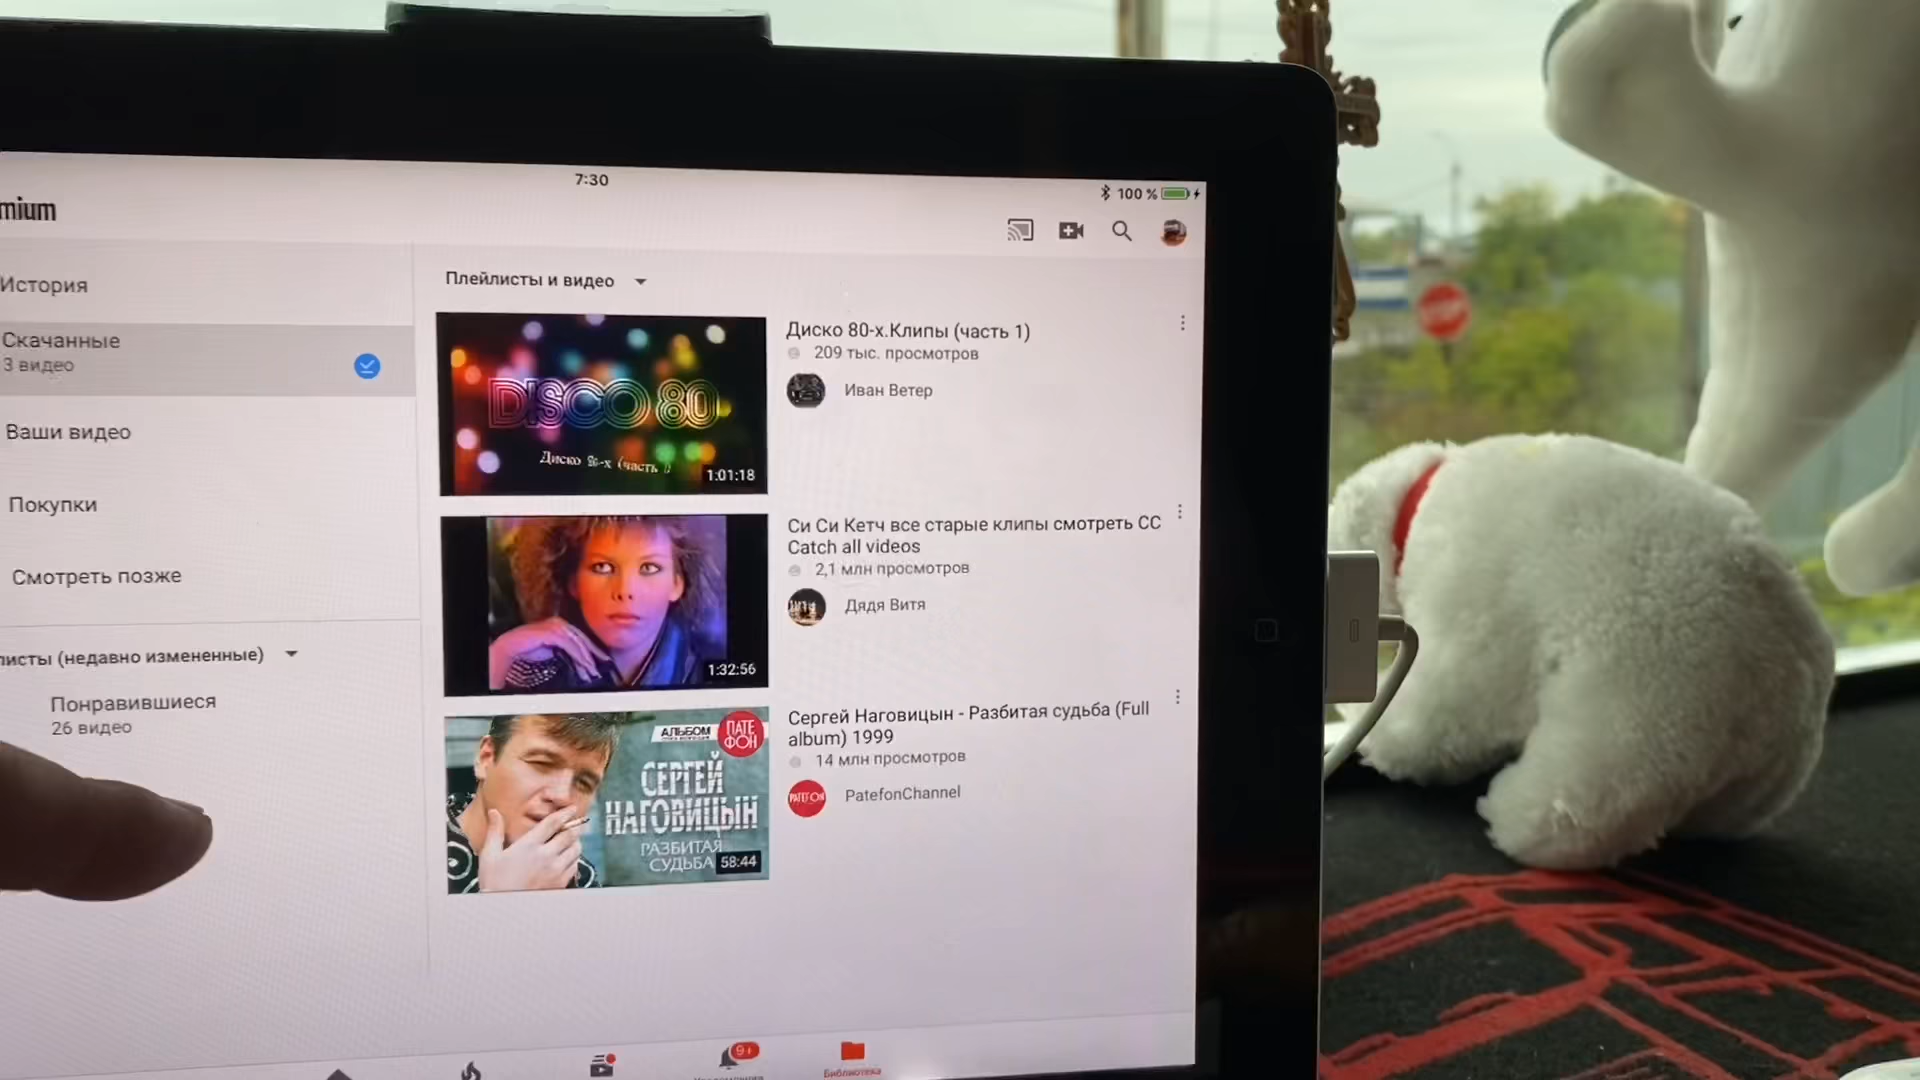 7:30
100 %
mium
История
Скачанные
3 видео
Ваши видео
Покупки
Смотреть позже
листы (недавно измененные)
Понравившиеся
26 видео
Плейлисты и видео
DISCO 80
Диско 80-х (часть 1)
1:01:18
Диско 80-х.Клипы (часть 1)
209 тыс. просмотров
Иван Ветер
1:32:56
Си Си Кетч все старые клипы смотреть CC
Catch all videos
2,1 млн просмотров
Дядя Витя
АЛЬБОМ
ПАТЕ
ФОН
СЕРГЕЙ
НАГОВИЦЫН
РАЗБИТАЯ
СУДЬБА
58:44
Сергей Наговицын - Разбитая судьба (Full
album) 1999
14 млн просмотров
PATEFON
PatefonChannel
9+
Библиотека
STOP